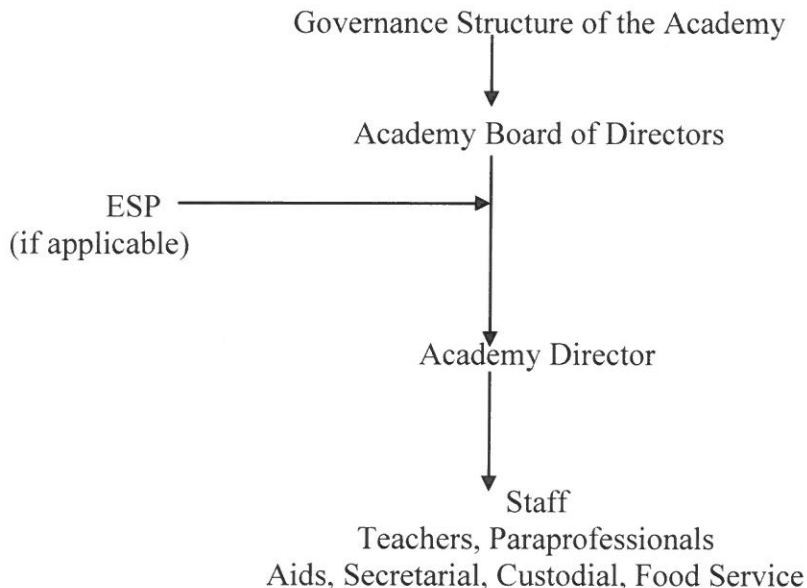 Governance Structure of the Academy
Academy Board of Directors
ESP
(if applicable)
Academy Director
Staff
Teachers, Paraprofessionals
Aids, Secretarial, Custodial, Food Service